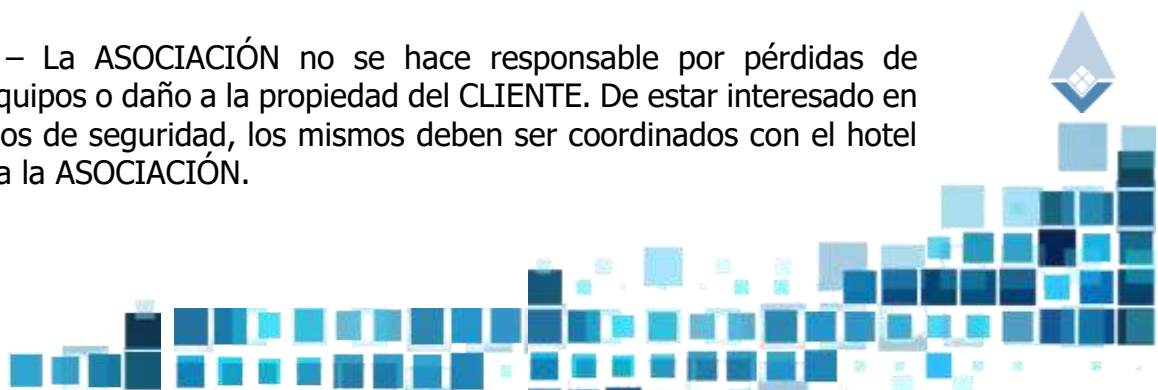 – La ASOCIACIÓN no se hace responsable por pérdidas de
quipos o daño a la propiedad del CLIENTE. De estar interesado en
os de seguridad, los mismos deben ser coordinados con el hotel
a la ASOCIACIÓN.